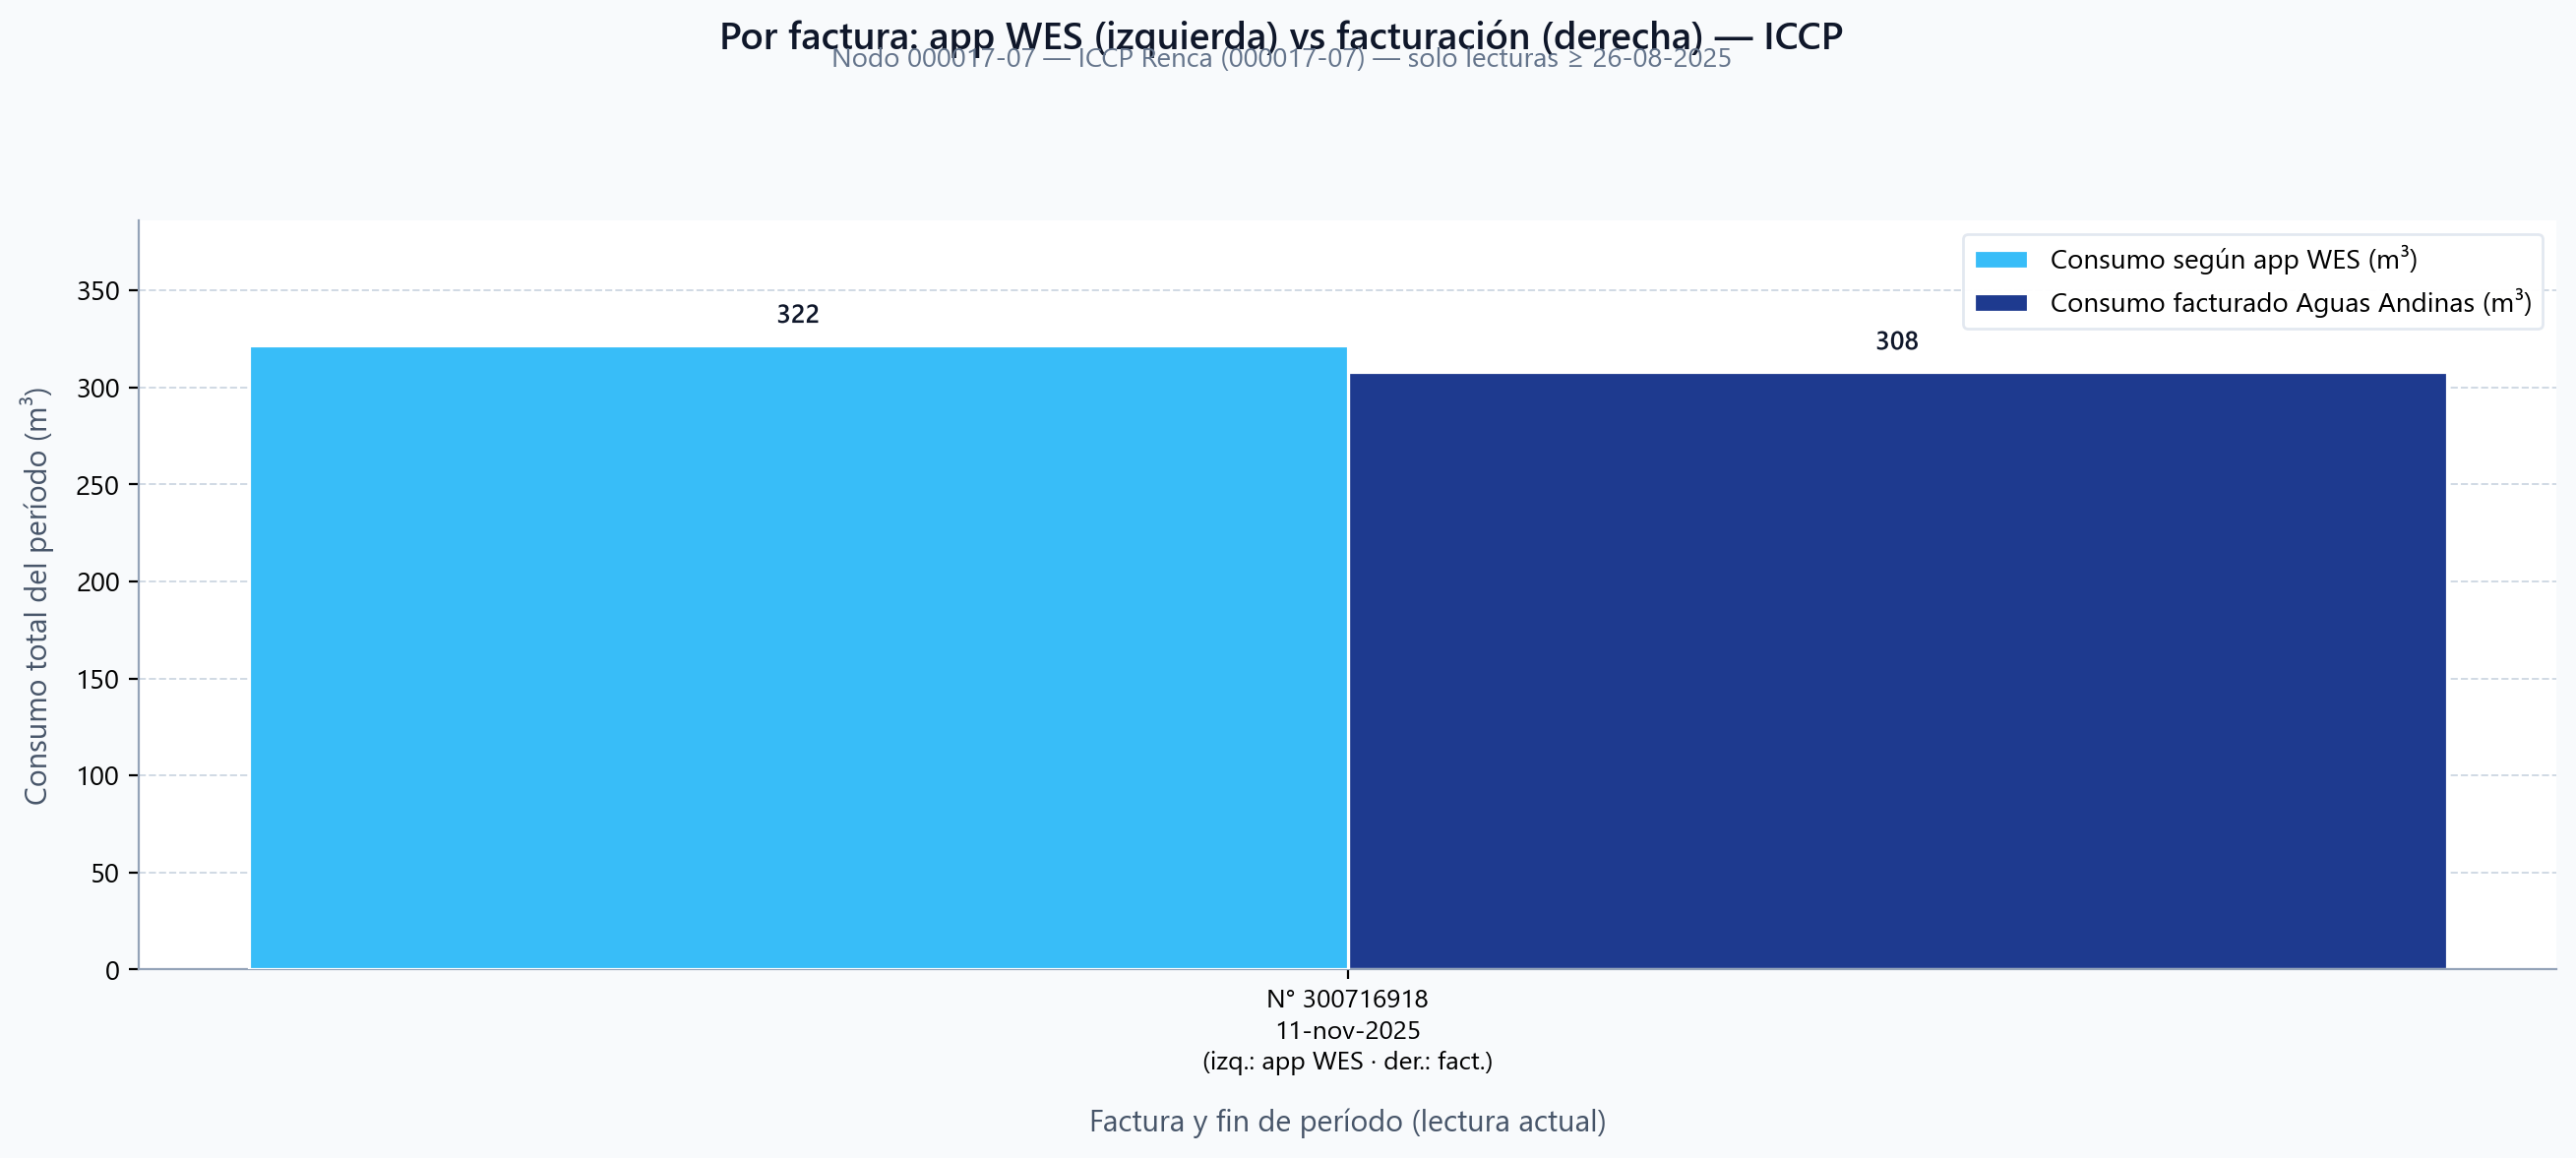 Por factura: app WES (izquierda) vs facturación (derecha) — ICCP
Nodo 000017-07 — ICCP Renca (000017-07) — solo lecturas ≥ 26-08-2025
Consumo según app WES (m³)
Consumo facturado Aguas Andinas (m³)
Consumo total del período (m³)
350
300
250
200
150
100
50
0
322
308
N° 300716918
11-nov-2025
(izq.: app WES · der.: fact.)
Factura y fin de período (lectura actual)